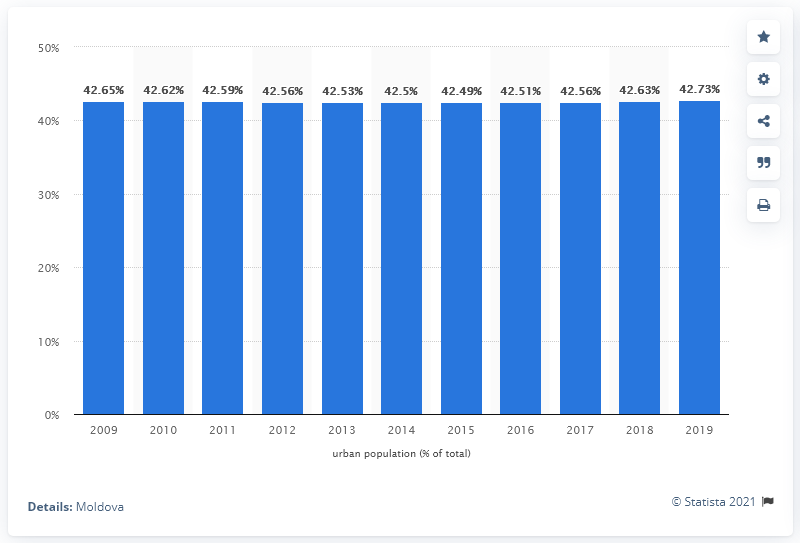 50%
42.65% 42.62% 42.59% 42.56% 42.53% 42.5% 42.49% 42.51% 42.56% 42.63% 42.73%
40%
30%
20%
10%
0%
2009 2010 2011 2012 2013 2014 2015 2016 2017 2018 2019
urban population (% of total)
Details: Moldova
© Statista 2021